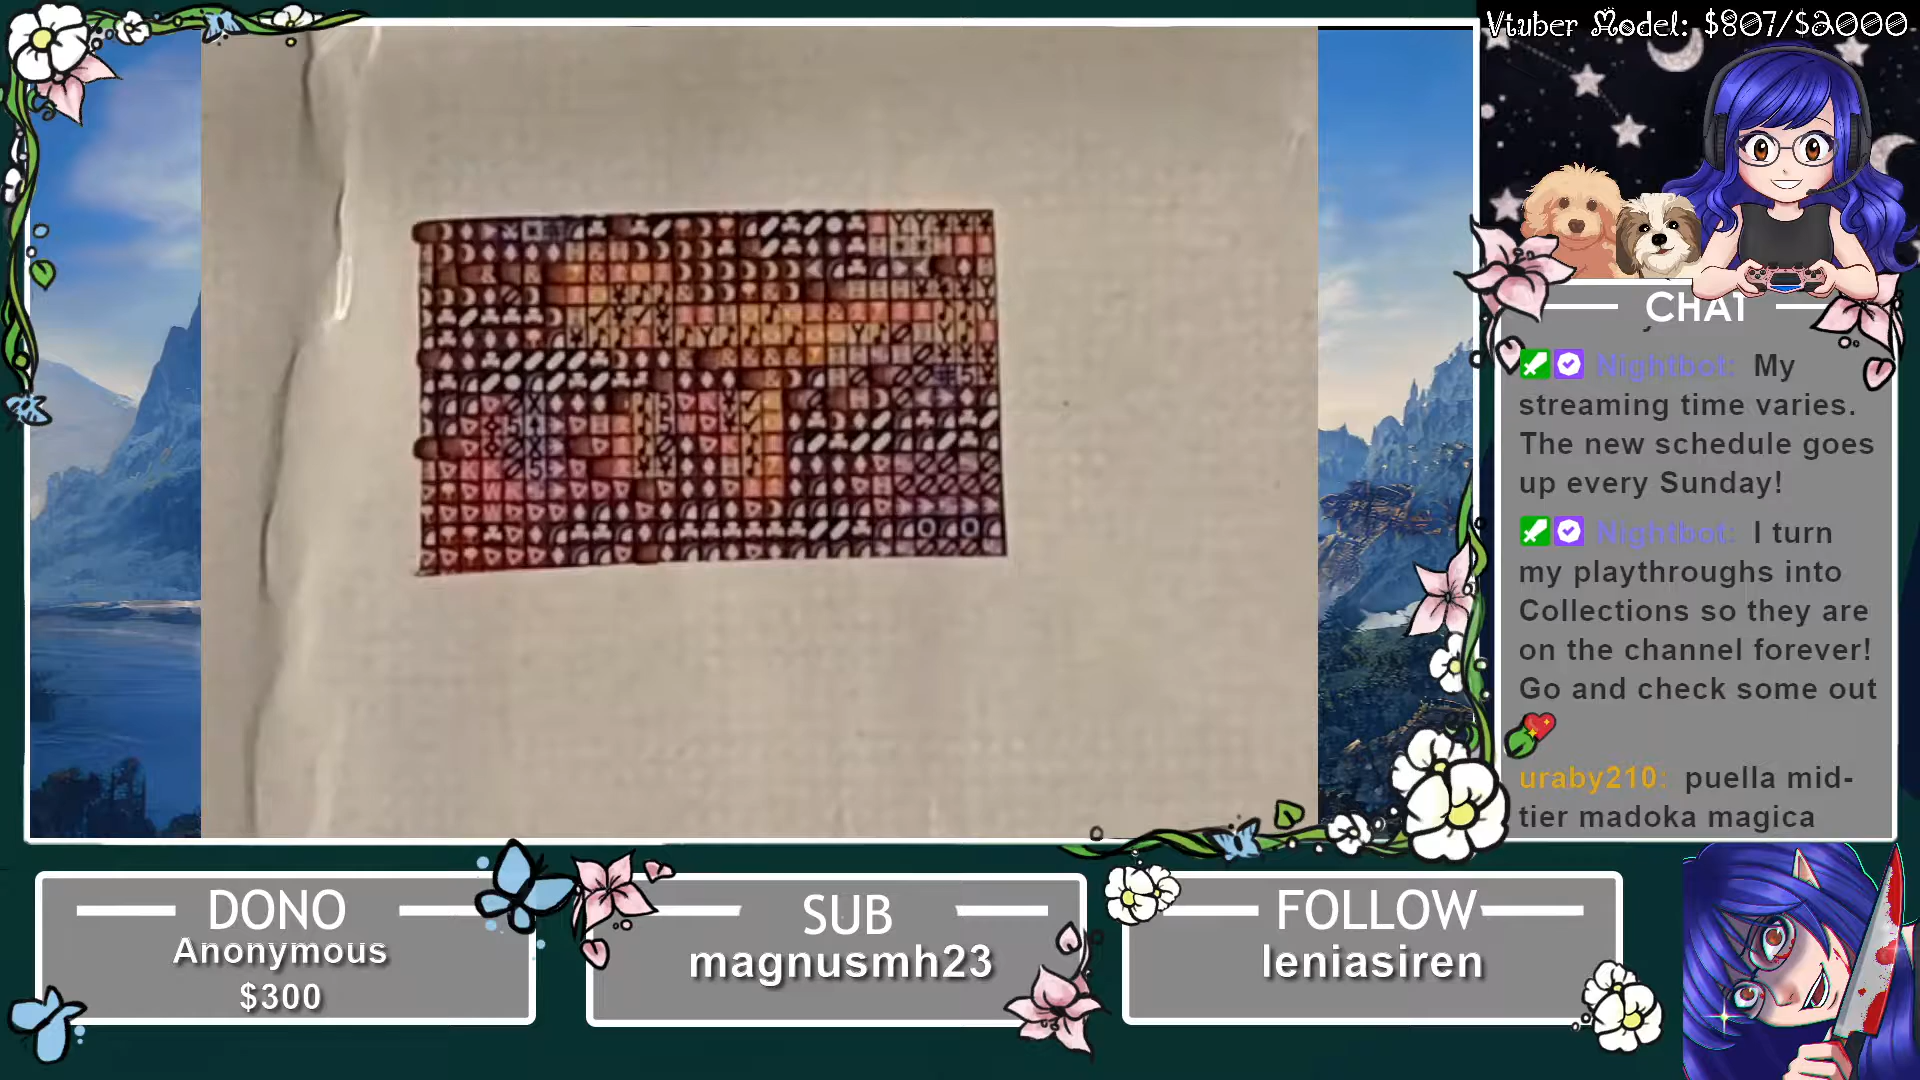 Vtuber Model: $807/$2000
CHAT
Nightbot: My
streaming time varies.
The new schedule goes
up every Sunday!
Nightbot: I turn
my playthroughs into
Collections so they are
on the channel forever!
Go and check some out
uraby210: puella mid-
tier madoka magica
DONO
Anonymous
$300
SUB
magnusmh23
FOLLOW
leniasiren